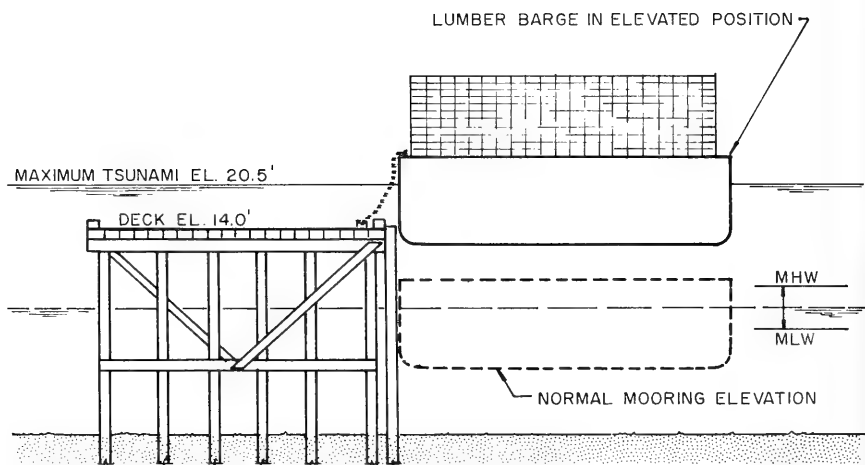 LUMBER BARGE IN ELEVATED POSITION
MAXIMUM TSUNAMI EL. 20.5'
DECK EL. 14.0'
MHW
MLW
NORMAL MOORING ELEVATION